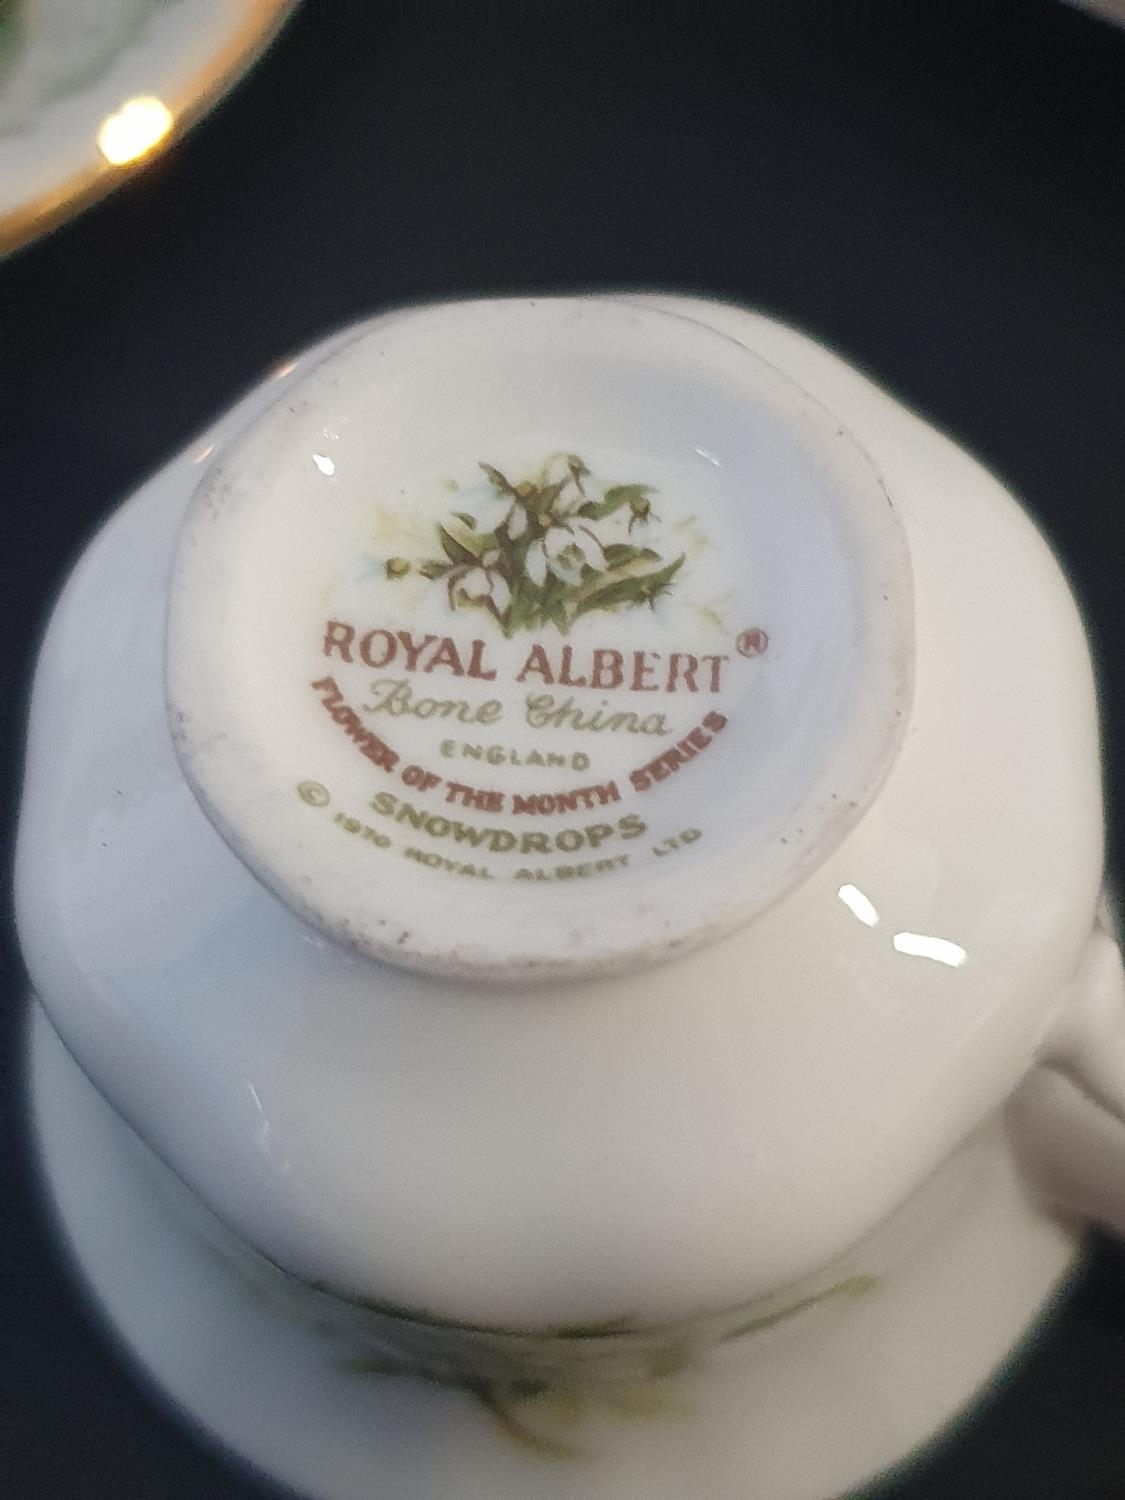 ROYAL ALBERT ®
Bone China
ENGLAND
FLOWER OF THE MONTH SERIES
SNOWDROPS
© 1970 ROYAL ALBERT LTD